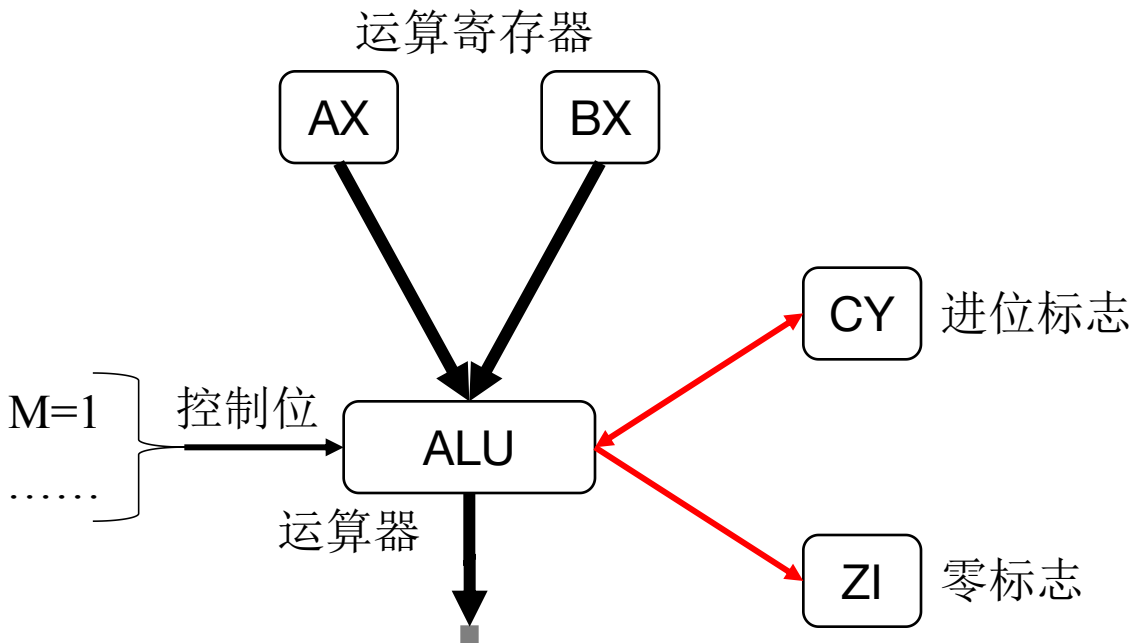 运算寄存器
AX
BX
CY
进位标志
M=1
控制位
ALU
......
运算器
ZI
零标志